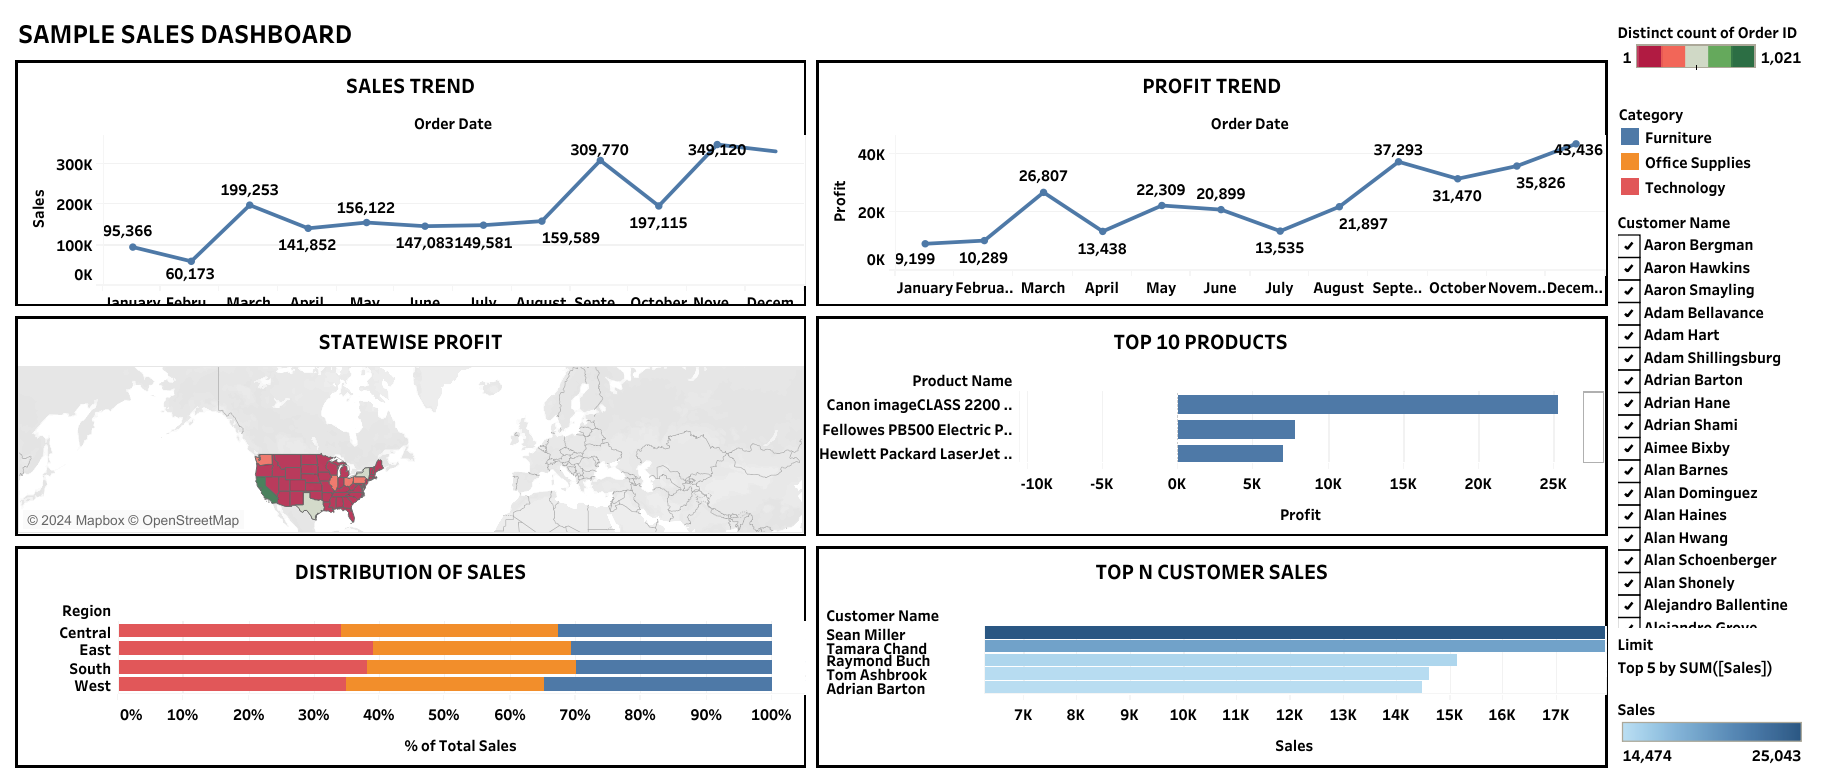 SAMPLE SALES DASHBOARD
SALES TREND
Order Date
Sales
300K
200K
100K
0K
95,366
60,173
199,253
141,852
156,122
147,083
149,581
159,589
309,770
197,115
349,120
January Febru.. March April May June July August Septe.. October Nove.. Decem..
PROFIT TREND
Order Date
Profit
40K
20K
0K
9,199
10,289
26,807
13,438
22,309
20,899
13,535
21,897
37,293
31,470
35,826
43,436
January Februa.. March April May June July August Septe.. October Novem.. Decem..
STATEWISE PROFIT
© 2024 Mapbox © OpenStreetMap
TOP 10 PRODUCTS
Product Name
Canon imageCLASS 2200 ..
Fellowes PB500 Electric P..
Hewlett Packard LaserJet ..
-10K -5K 0K 5K 10K 15K 20K 25K
Profit
DISTRIBUTION OF SALES
Region
Central
East
South
West
0% 10% 20% 30% 40% 50% 60% 70% 80% 90% 100%
% of Total Sales
TOP N CUSTOMER SALES
Customer Name
Sean Miller
Tamara Chand
Raymond Buch
Tom Ashbrook
Adrian Barton
7K 8K 9K 10K 11K 12K 13K 14K 15K 16K 17K
Sales
Distinct count of Order ID
1 1,021
Category
Furniture
Office Supplies
Technology
Customer Name
Aaron Bergman
Aaron Hawkins
Aaron Smayling
Adam Bellavance
Adam Hart
Adam Shillingsburg
Adrian Barton
Adrian Hane
Adrian Shami
Aimee Bixby
Alan Barnes
Alan Dominguez
Alan Haines
Alan Hwang
Alan Schoenberger
Alan Shonely
Alejandro Ballentine
Alejandro Grove
Limit
Top 5 by SUM([Sales])
Sales
14,474 25,043